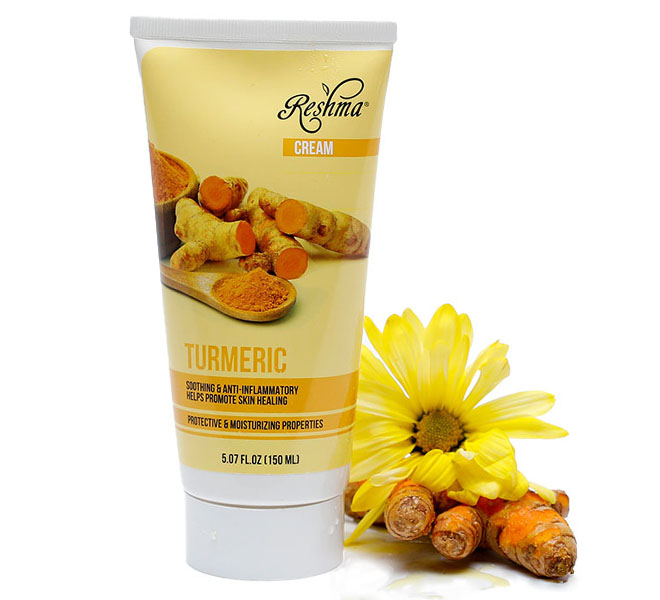 Reshma®
CREAM
TURMERIC
SOOTHING & ANTI-INFLAMMATORY
HELPS PROMOTE SKIN HEALING
PROTECTIVE & MOISTURIZING PROPERTIES
5.07 FL.OZ (150 ML)